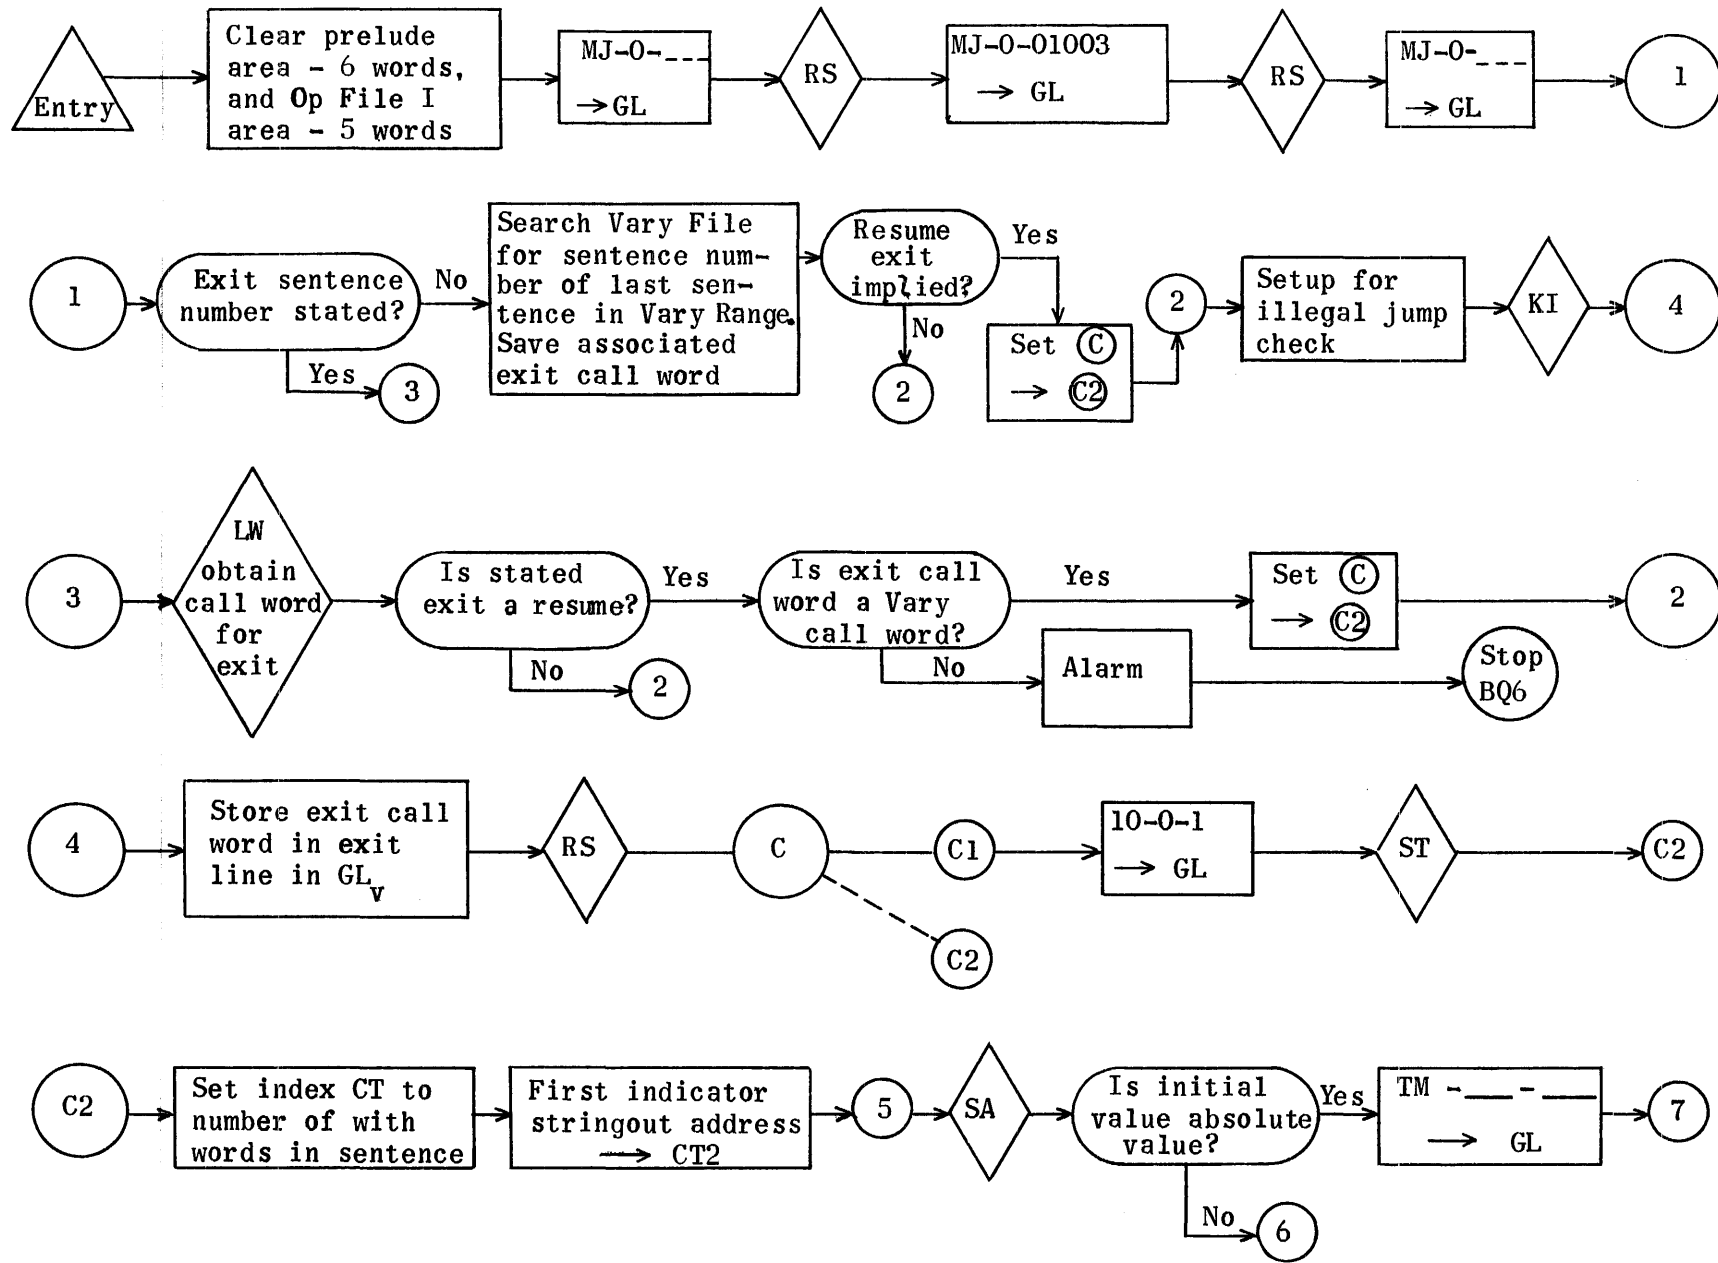 Entry
Clear prelude
area - 6 words,
and Op File I
area - 5 words
MJ-0-___
→ GL
RS
MJ-0-01003
→ GL
RS
MJ-0-___
→ GL
1
1
Exit sentence
number stated?
No
Yes
3
Search Vary File
for sentence num-
ber of last sen-
tence in Vary Range.
Save associated
exit call word
Resume
exit
implied?
Yes
No
2
Set C
→ C2
2
Setup for
illegal jump
check
KI
4
3
LW
obtain
call word
for
exit
Is stated
exit a resume?
Yes
No
2
Is exit call
word a Vary
call word?
Yes
No
Set C
→ C2
2
Alarm
Stop
BQ6
4
Store exit call
word in exit
line in GLV
RS
C
C1
C2
10-0-1
→ GL
ST
C2
C2
Set index CT to
number of with
words in sentence
First indicator
stringout address
→ CT2
5
SA
Is initial
value absolute
value?
Yes
No
6
TM -___-___
→ GL
7